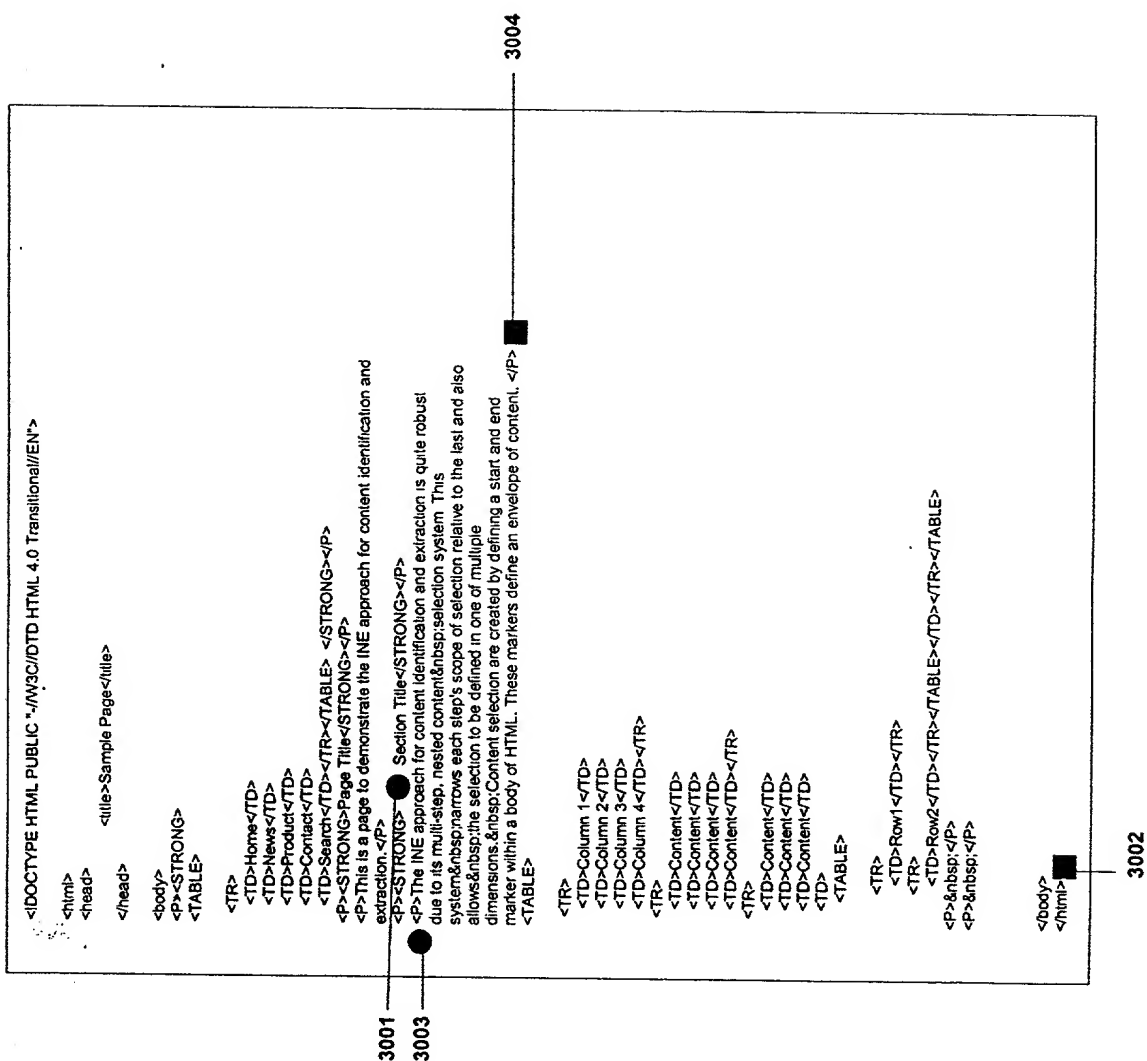 <!DOCTYPE HTML PUBLIC "-//W3C//DTD HTML 4.0 Transitional//EN">
<html>
<head>
<title>Sample Page</title>
</head>
<body>
<P><STRONG>
<TABLE>
<TR>
<TD>Home</TD>
<TD>News</TD>
<TD>Product</TD>
<TD>Contact</TD>
<TD>Search</TD></TR></TABLE> </STRONG></P>
<P><STRONG>Page Title</STRONG></P>
<P>This is a page to demonstrate the INE approach for content identification and
extraction.</P>
3001
<P><STRONG> Section Title</STRONG></P>
3003
<P>The INE approach for content identification and extraction is quite robust
due to its multi-step, nested content&nbsp;selection system This
system&nbsp;narrows each step's scope of selection relative to the last and also
allows&nbsp;the selection to be defined in one of multiple
dimensions.&nbsp;Content selection are created by defining a start and end
marker within a body of HTML. These markers define an envelope of content. </P>
3004
<TABLE>
<TR>
<TD>Column 1</TD>
<TD>Column 2</TD>
<TD>Column 3</TD>
<TD>Column 4</TD></TR>
<TR>
<TD>Content</TD>
<TD>Content</TD>
<TD>Content</TD>
<TD>Content</TD></TR>
<TR>
<TD>Content</TD>
<TD>Content</TD>
<TD>Content</TD>
<TD>
<TABLE>
<TR>
<TD>Row1</TD></TR>
<TR>
<TD>Row2</TD></TR></TABLE></TD></TR></TABLE>
<P>&nbsp;</P>
<P>&nbsp;</P>
</body>
</html>
3002